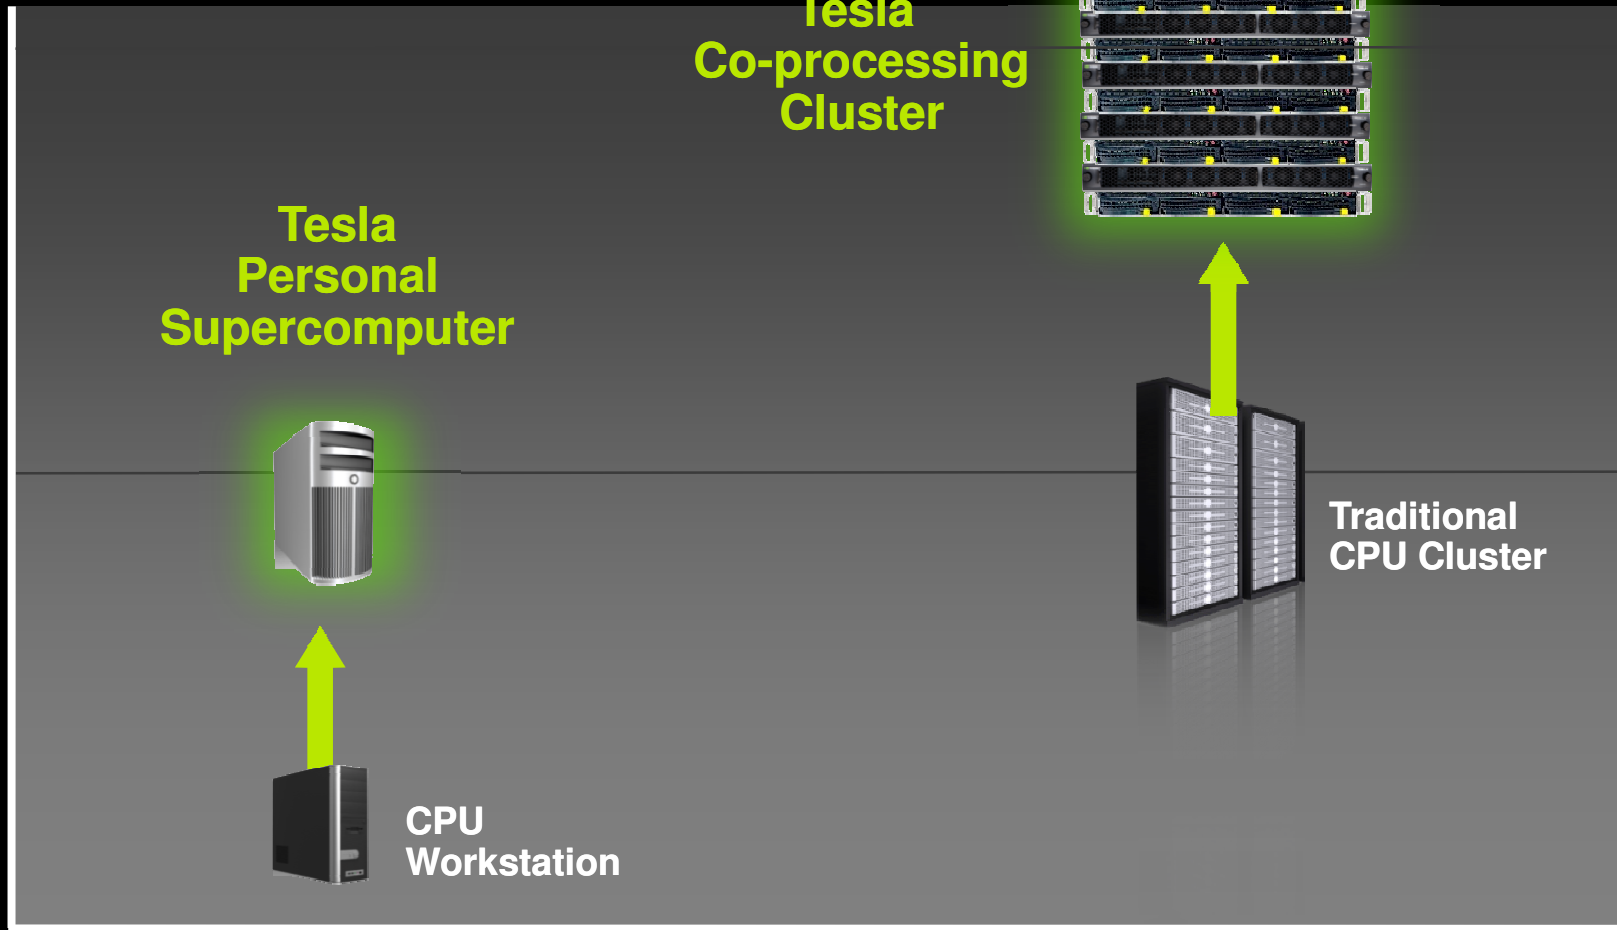 Tesla
Co-processing
Cluster
Tesla
Personal
Supercomputer
Traditional
CPU Cluster
CPU
Workstation